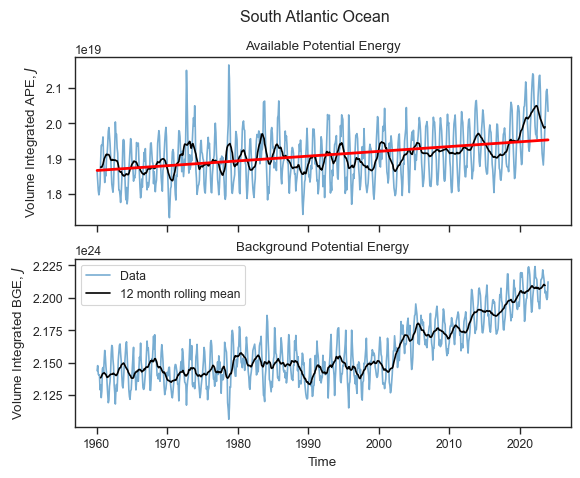 South Atlantic Ocean
Available Potential Energy
1e19
Volume Integrated APE, J
2.1
2.0
1.9
1.8
Background Potential Energy
1e24
Volume Integrated BGE, J
2.225
2.200
2.175
2.150
2.125
Data
12 month rolling mean
1960 1970 1980 1990 2000 2010 2020
Time